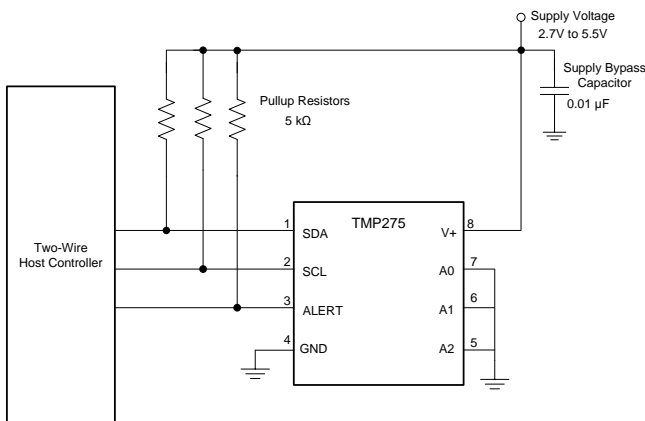 Supply Voltage
2.7V to 5.5V
Supply Bypass
Capacitor
0.01 µF
Pullup Resistors
5 kΩ
Two-Wire
Host Controller
TMP275
1
SDA
V+
8
2
SCL
A0
7
3
ALERT
A1
6
4
GND
A2
5